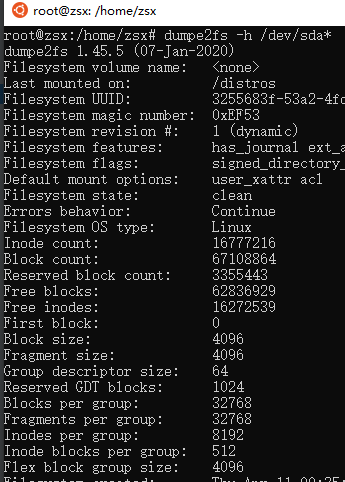 root@zsx: /home/zsx
root@zsx:/home/zsx# dumpe2fs -h /dev/sda*
dumpe2fs 1.45.5 (07-Jan-2020)
Filesystem volume name:   <none>
Last mounted on:          /distros
Filesystem UUID:          3255683f-53a2-4fd
Filesystem magic number:  0xEF53
Filesystem revision #:    1 (dynamic)
Filesystem features:      has_journal ext_a
Filesystem flags:         signed_directory_
Default mount options:    user_xattr acl
Filesystem state:         clean
Errors behavior:          Continue
Filesystem OS type:       Linux
Inode count:              16777216
Block count:              67108864
Reserved block count:     3355443
Free blocks:              62836929
Free inodes:              16272539
First block:              0
Block size:               4096
Fragment size:            4096
Group descriptor size:    64
Reserved GDT blocks:      1024
Blocks per group:         32768
Fragments per group:      32768
Inodes per group:         8192
Inode blocks per group:   512
Flex block group size:    4096